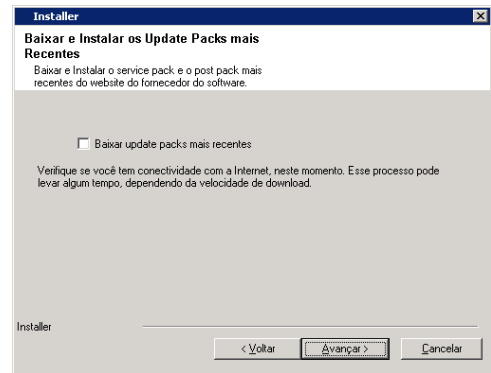 Installer
Baixar e Instalar os Update Packs mais
Recentes
Baixar e Instalar o service pack e o post pack mais
recentes do website do fornecedor do software.
Baixar update packs mais recentes
Verifique se você tem conectividade com a Internet, neste momento. Esse processo pode
levar algum tempo, dependendo da velocidade de download.
Installer
< Voltar
Avançar >
Cancelar